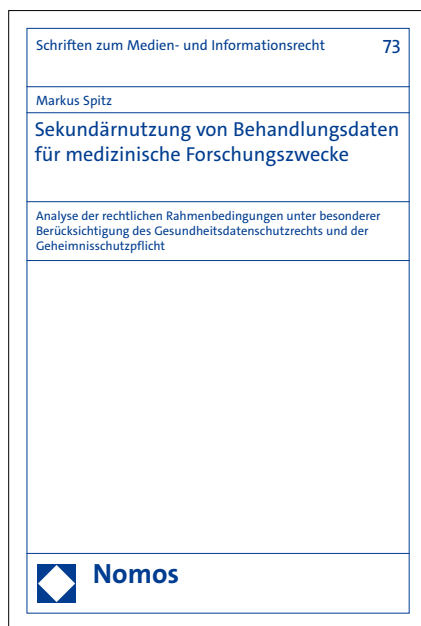 Schriften zum Medien- und Informationsrecht 73
Markus Spitz
Sekundärnutzung von Behandlungsdaten
für medizinische Forschungszwecke
Analyse der rechtlichen Rahmenbedingungen unter besonderer
Berücksichtigung des Gesundheitsdatenschutzrechts und der
Geheimnisschutzpflicht
Nomos